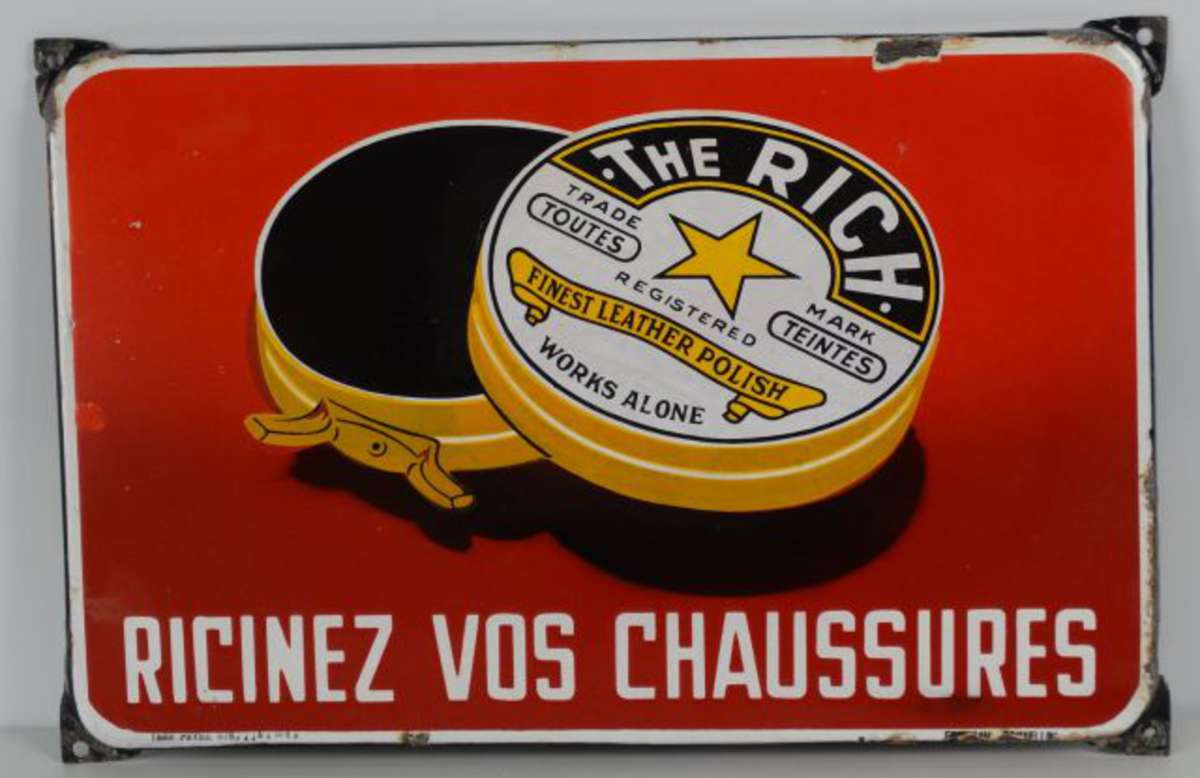 ·THE RICH·
TRADE MARK
TOUTES TEINTES
REGISTERED
FINEST LEATHER POLISH
WORKS ALONE
RICINEZ VOS CHAUSSURES